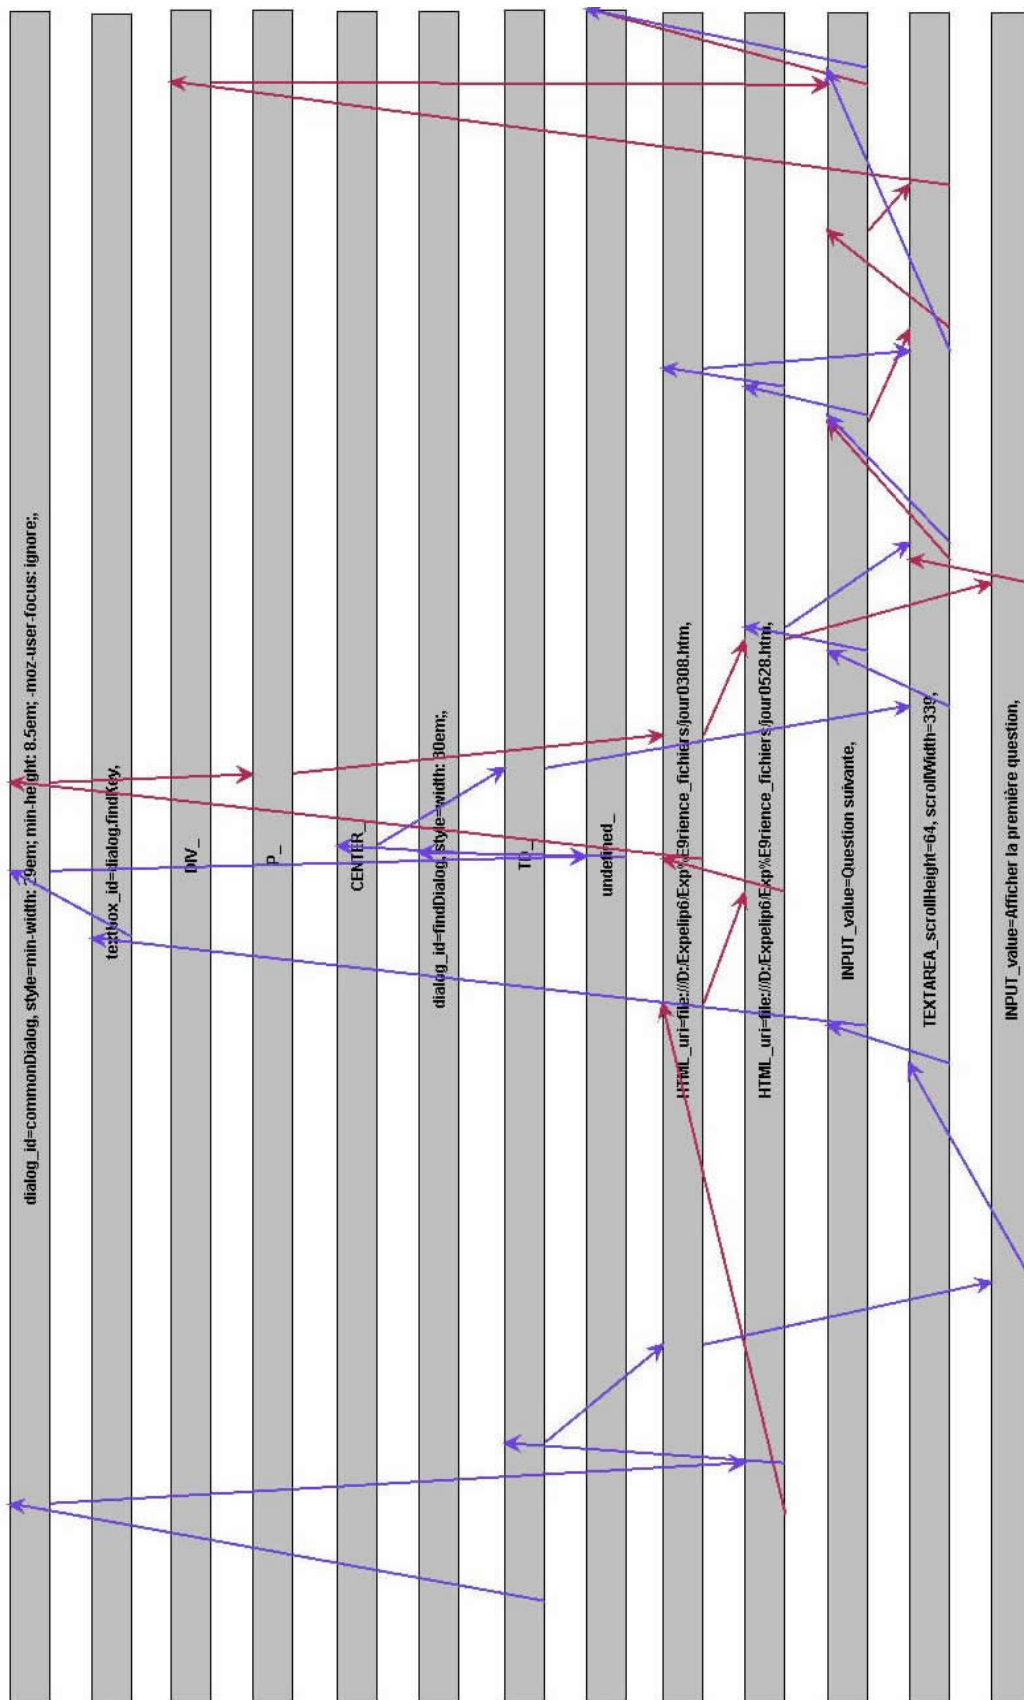 dialog_id=commonDialog, style=min-width: 29em; min-height: 8.5em; -moz-user-focus: ignore;,
textbox_id=dialog.findKey,
DIV_
P_
CENTER_
dialog_id=findDialog, style=width: 30em;,
TD_
undefined_
HTML_uri=file:///D:/Expelip6/Exp%E9rience_fichiers/jour0308.htm,
HTML_uri=file:///D:/Expelip6/Exp%E9rience_fichiers/jour0528.htm,
INPUT_value=Question suivante,
TEXTAREA_scrollHeight=64, scrollWidth=339,
INPUT_value=Afficher la première question,